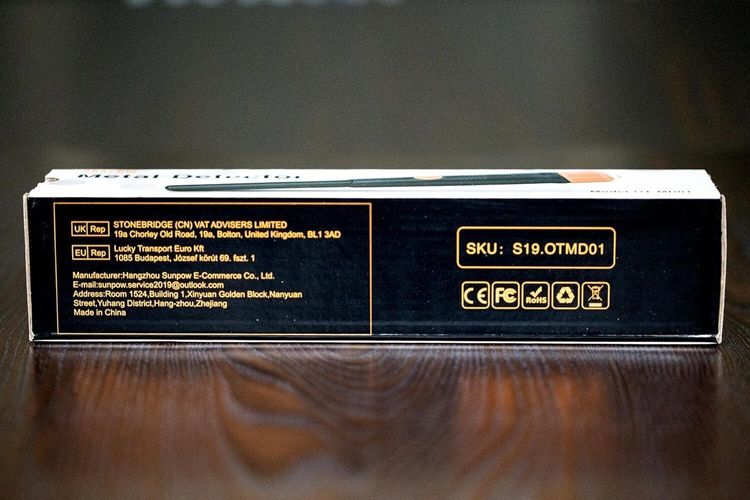 Metal Detector
UK Rep STONEBRIDGE (CN) VAT ADVISERS LIMITED
19a Chorley Old Road, 19a, Bolton, United Kingdom, BL1 3AD
EU Rep Lucky Transport Euro Kft
1085 Budapest, József körút 69. fszt. 1
Manufacturer:Hangzhou Sunpow E-Commerce Co., Ltd.
E-mail:sunpow.service2019@outlook.com
Address:Room 1524,Building 1,Xinyuan Golden Block,Nanyuan
Street,Yuhang District,Hang-zhou,Zhejiang
Made in China
SKU: S19.OTMD01
CE FC RoHS